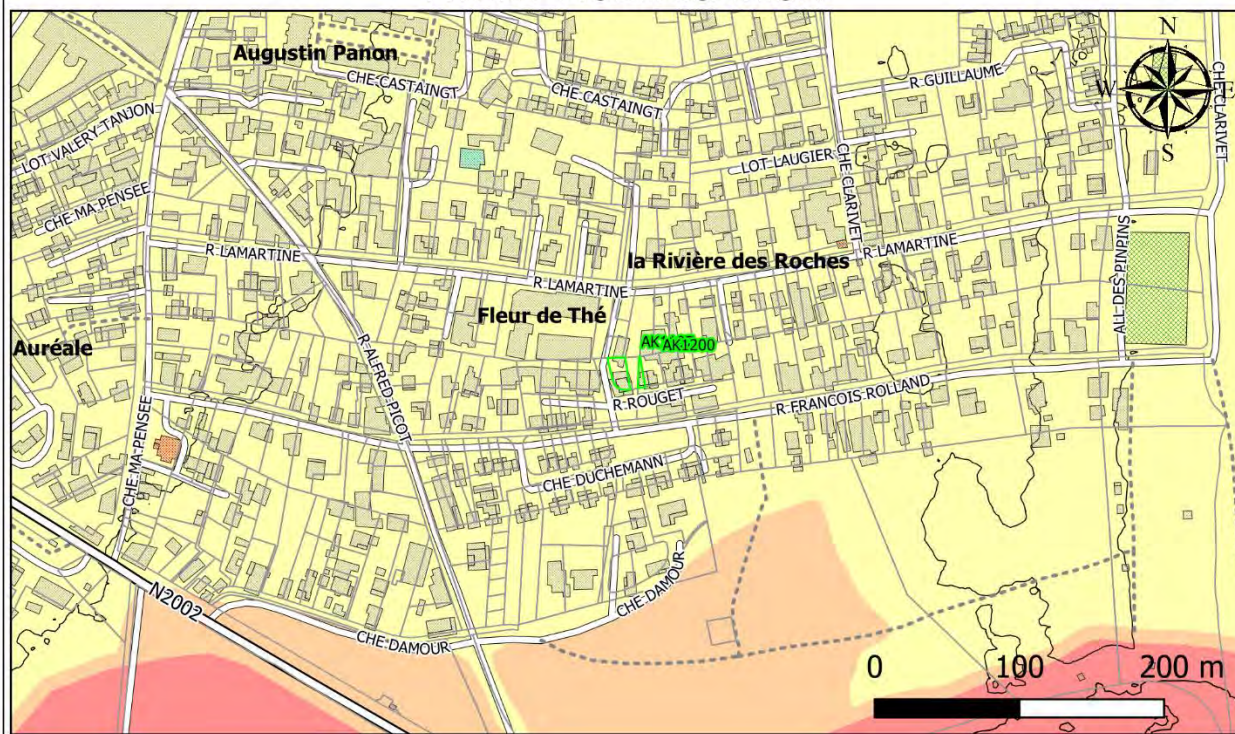 N
W
E
S
Augustin Panon
CHE CASTAINGT
CHE CASTAINGT
R GUILLAUME
CHE CLARIVET
LOT VALERY TANJON
LOT LAUGIER
CHE CLARIVET
CHE MA PENSEE
R LAMARTINE
R LAMARTINE
la Rivière des Roches
R LAMARTINE
ALL DES PINPINS
Fleur de Thé
Auréale
R ALFRED PICOT
AK1200
R ROUGET
R FRANCOIS ROLLAND
CHE MA PENSEE
CHE DUCHEMANN
CHE DAMOUR
N2002
CHE DAMOUR
0 100 200 m